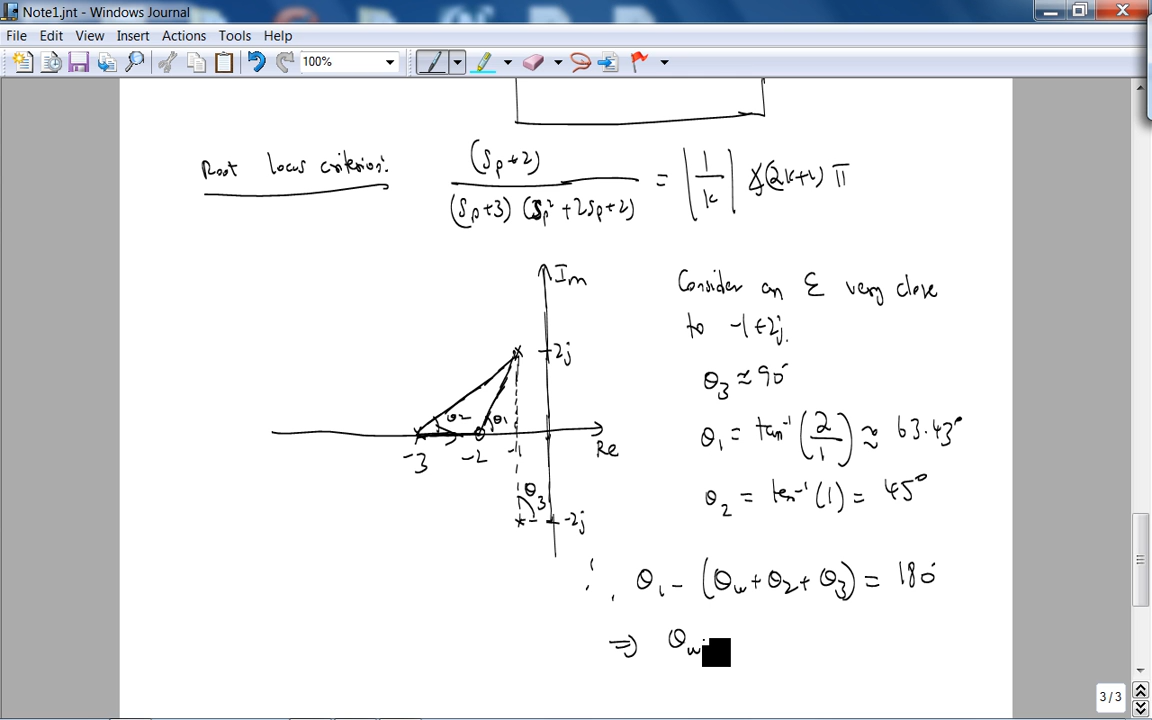 Note1.jnt - Windows Journal
File Edit View Insert Actions Tools Help
100%
Root locus criterion:
(Sp+2)
(Sp+3) (Sp²+2Sp+2)
= |1/k| ∠(2k+1) π
Im
Consider an ε very close
to -1+2j.
2j
θ3 ≈ 90°
θ2 θ1
θ1 = tan⁻¹ (2/1) ≈ 63.43°
-3 -2 -1 Re
θ2 = tan⁻¹(1) = 45°
θ3
-2j
∴, θ1 - (θw + θ2 + θ3) = 180°
⇒ θw
3/3